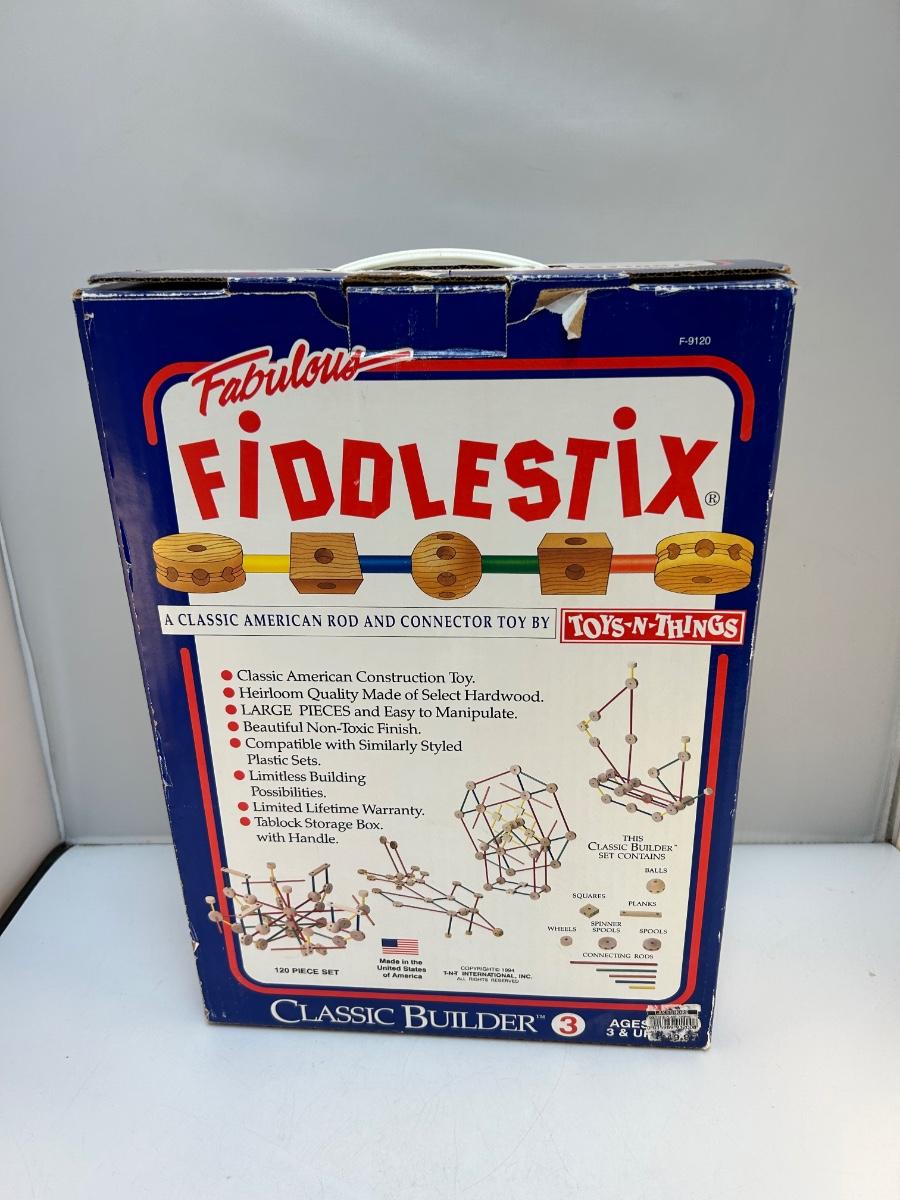 F-9120
Fabulous
FiDDLESTiX®
A CLASSIC AMERICAN ROD AND CONNECTOR TOY BY
TOYS-N-THINGS
Classic American Construction Toy.
Heirloom Quality Made of Select Hardwood.
LARGE PIECES and Easy to Manipulate.
Beautiful Non-Toxic Finish.
Compatible with Similarly Styled
Plastic Sets.
Limitless Building
Possibilities.
Limited Lifetime Warranty.
Tablock Storage Box.
with Handle.
THIS
CLASSIC BUILDER™
SET CONTAINS
BALLS
SQUARES
PLANKS
WHEELS
SPINNER
SPOOLS
SPOOLS
CONNECTING RODS
120 PIECE SET
Made in the
United States
of America
COPYRIGHT© 1994
T-N-T INTERNATIONAL, INC.
ALL RIGHTS RESERVED
CLASSIC BUILDER™ 3
AGES
3 & U